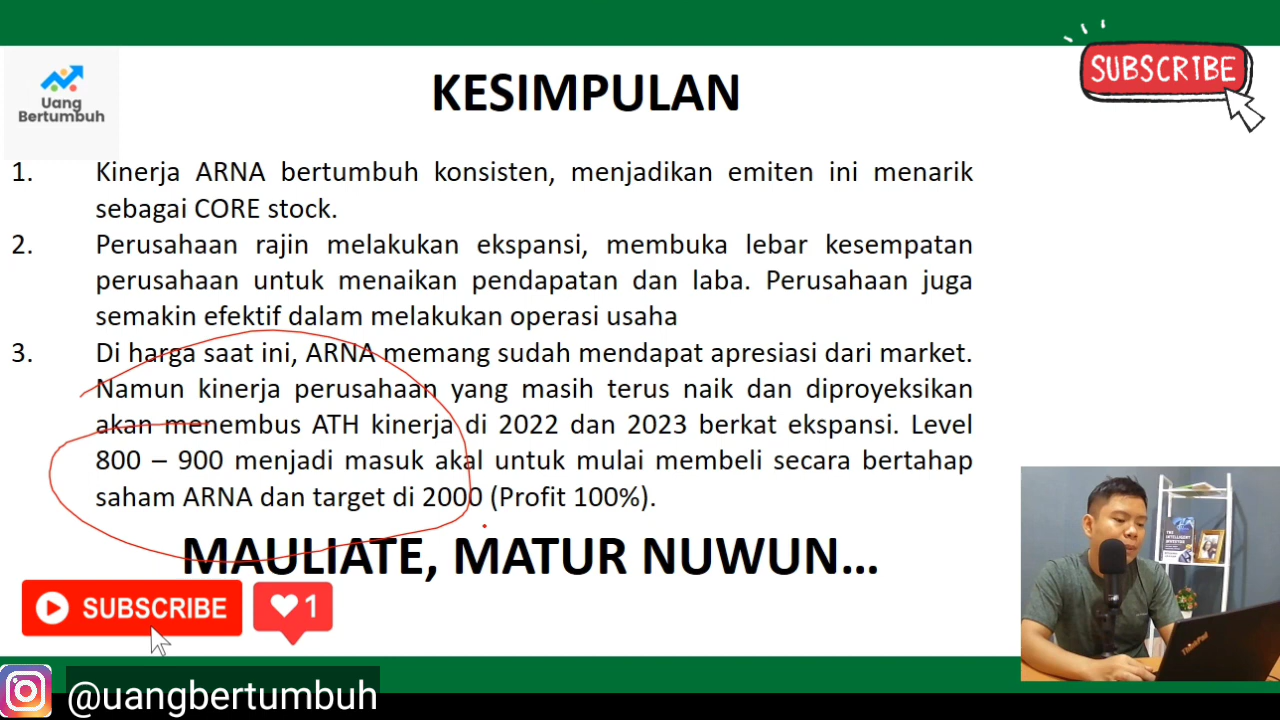 KESIMPULAN
SUBSCRIBE
Uang
Bertumbuh
1. Kinerja ARNA bertumbuh konsisten, menjadikan emiten ini menarik
sebagai CORE stock.
2. Perusahaan rajin melakukan ekspansi, membuka lebar kesempatan
perusahaan untuk menaikan pendapatan dan laba. Perusahaan juga
semakin efektif dalam melakukan operasi usaha
3. Di harga saat ini, ARNA memang sudah mendapat apresiasi dari market.
Namun kinerja perusahaan yang masih terus naik dan diproyeksikan
akan menembus ATH kinerja di 2022 dan 2023 berkat ekspansi. Level
800 – 900 menjadi masuk akal untuk mulai membeli secara bertahap
saham ARNA dan target di 2000 (Profit 100%).
MAULIATE, MATUR NUWUN...
SUBSCRIBE
1
THE
INTELLIGENT
INVESTOR
ThinkPad
@uangbertumbuh